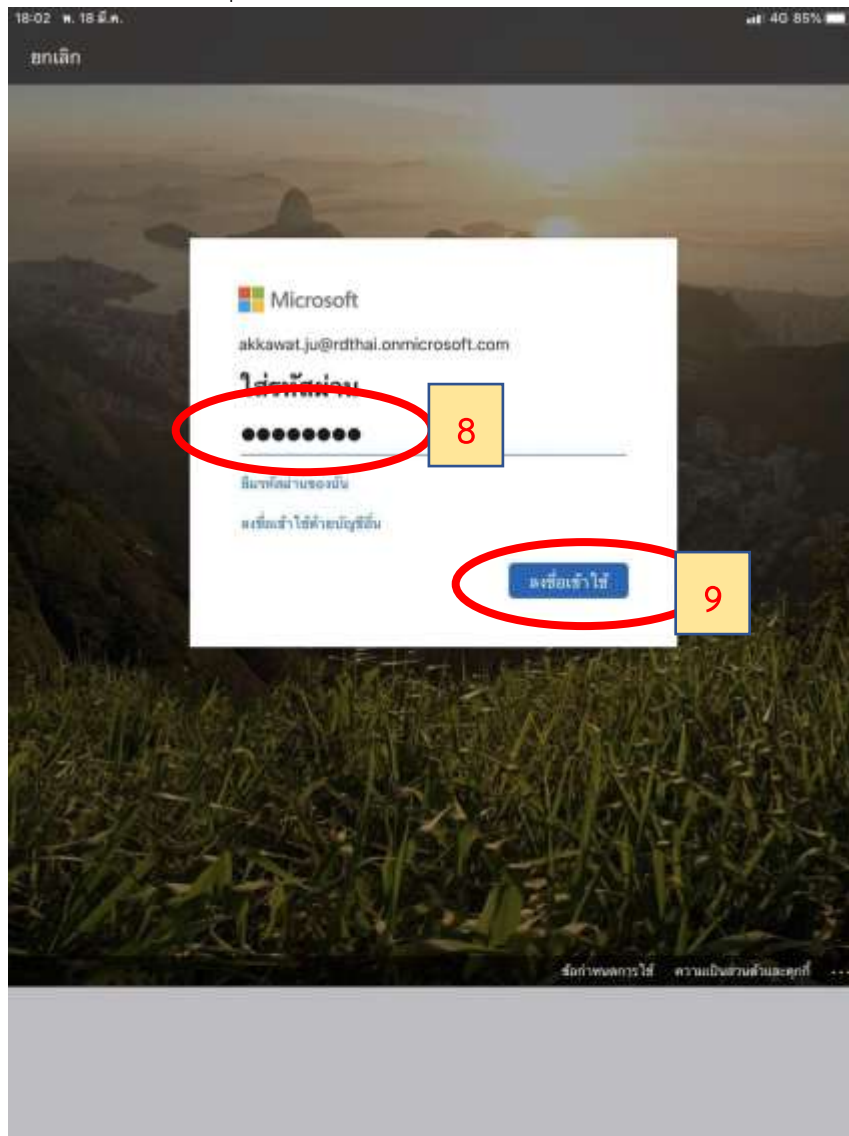 18:02 พ. 18 มี.ค.
4G 85%
ยกเลิก
Microsoft
akkawat.ju@rdthai.onmicrosoft.com
ใส่รหัสผ่าน
●●●●●●●●
8
ลืมรหัสผ่านของฉัน
ลงชื่อเข้าใช้ด้วยบัญชีอื่น
ลงชื่อเข้าใช้
9
ข้อกำหนดการใช้ ความเป็นส่วนตัวและคุกกี้ ...